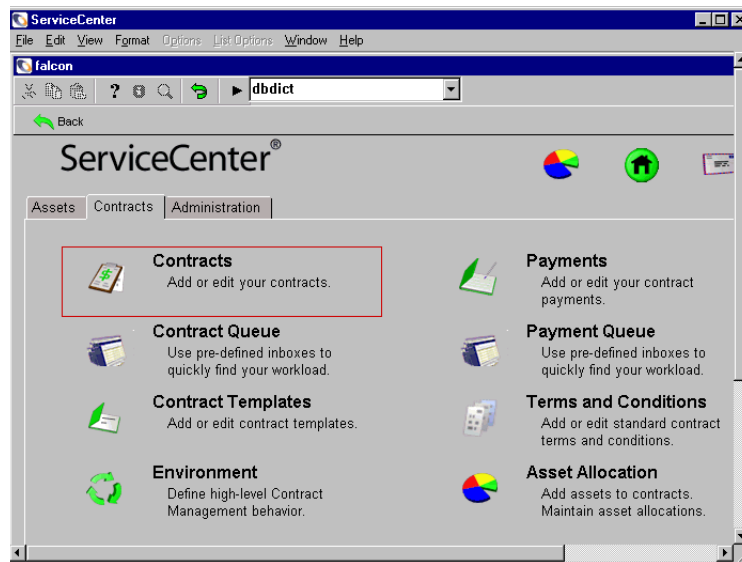 ServiceCenter
File Edit View Format Options List Options Window Help
falcon
dbdict
Back
ServiceCenter®
Assets Contracts Administration
Contracts
Add or edit your contracts.
Payments
Add or edit your contract
payments.
Contract Queue
Use pre-defined inboxes to
quickly find your workload.
Payment Queue
Use pre-defined inboxes to
quickly find your workload.
Contract Templates
Add or edit contract templates.
Terms and Conditions
Add or edit standard contract
terms and conditions.
Environment
Define high-level Contract
Management behavior.
Asset Allocation
Add assets to contracts.
Maintain asset allocations.